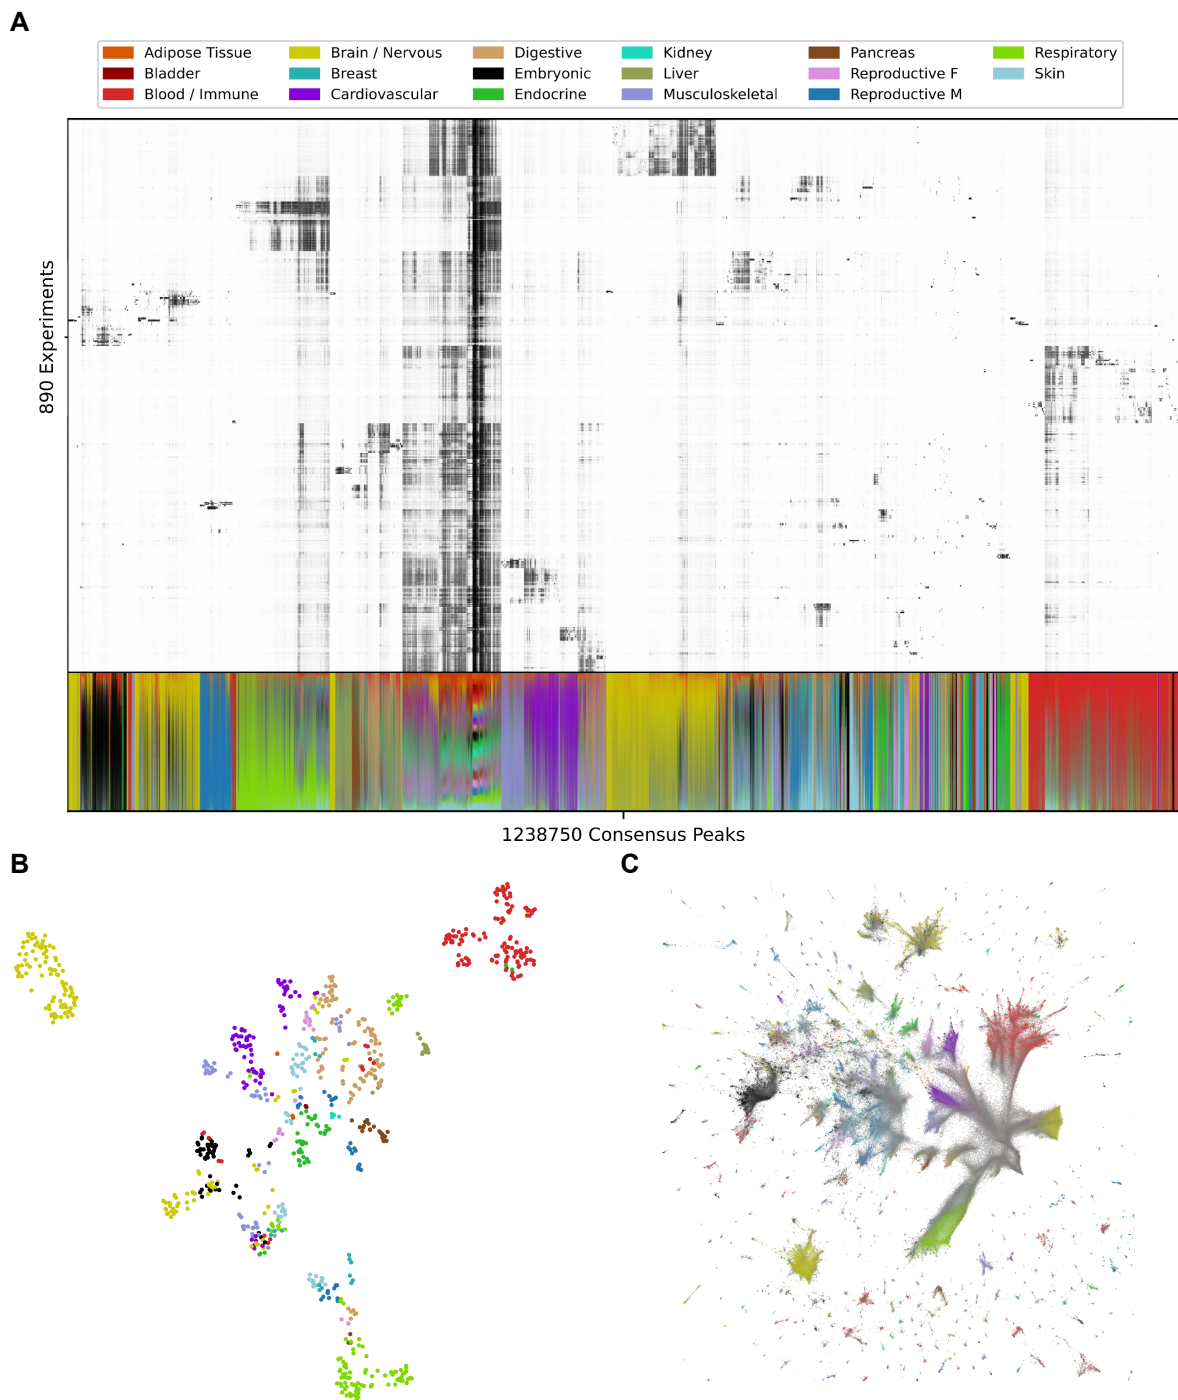 A
Adipose Tissue Brain / Nervous Digestive Kidney Pancreas Respiratory
Bladder Breast Embryonic Liver Reproductive F Skin
Blood / Immune Cardiovascular Endocrine Musculoskeletal Reproductive M
890 Experiments
1238750 Consensus Peaks
B
C